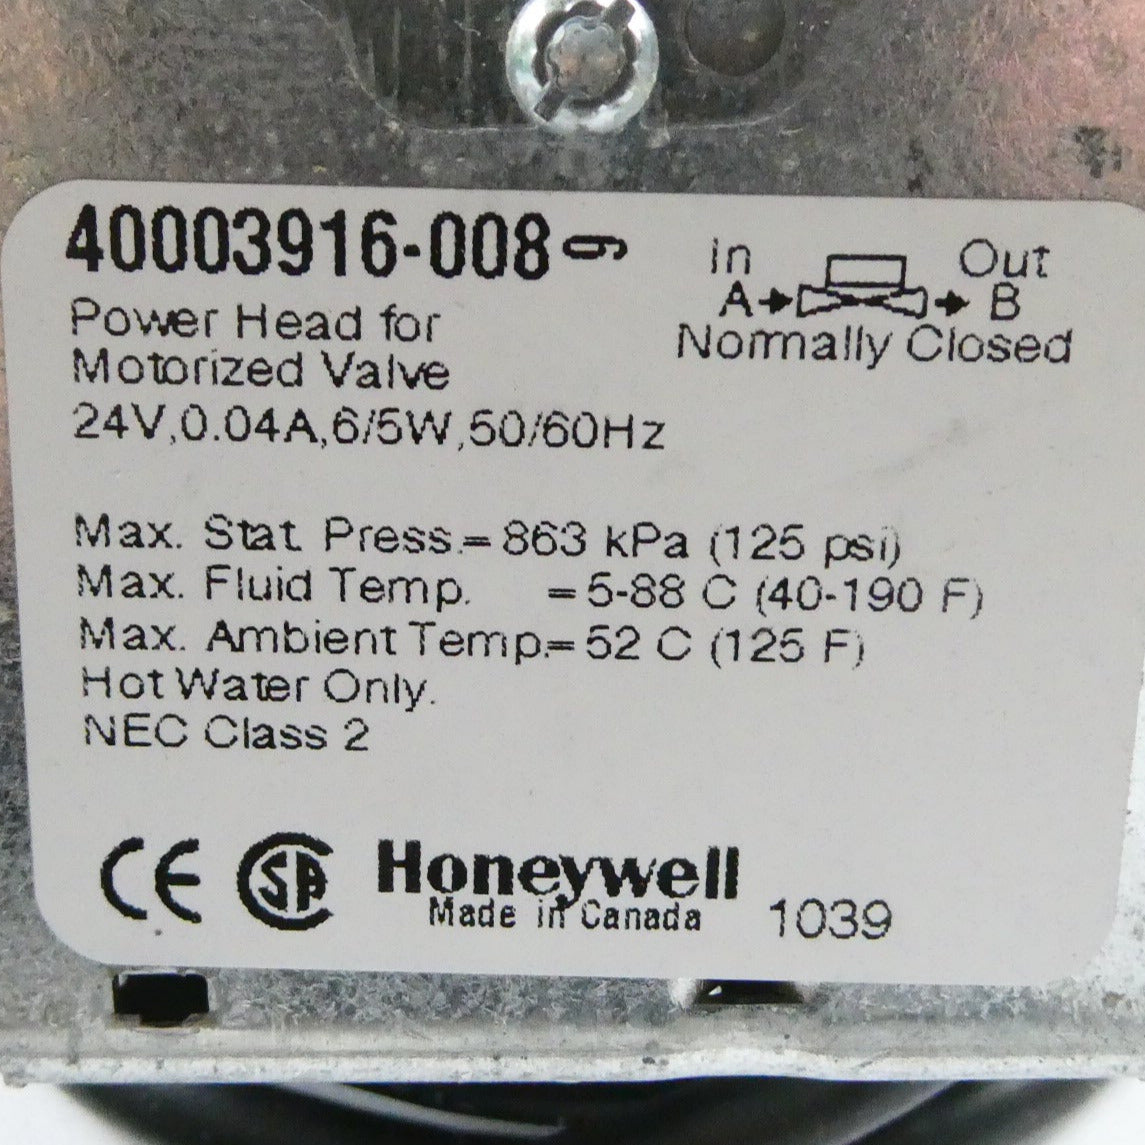 40003916-008 6
Power Head for
Motorized Valve
24V,0.04A,6/5W,50/60Hz
In Out
A B
Normally Closed
Max. Stat. Press.= 863 kPa (125 psi)
Max. Fluid Temp. = 5-88 C (40-190 F)
Max. Ambient Temp.= 52 C (125 F)
Hot Water Only.
NEC Class 2
CE SA Honeywell
Made in Canada 1039